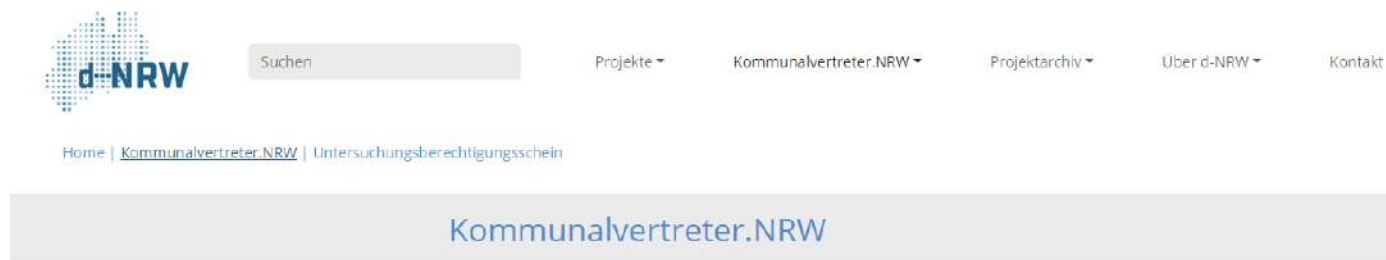 d-NRW
Suchen
Projekte
Kommunalvertreter.NRW
Projektarchiv
Über d-NRW
Kontakt
Home | Kommunalvertreter.NRW | Untersuchungsberechtigungsschein
Kommunalvertreter.NRW